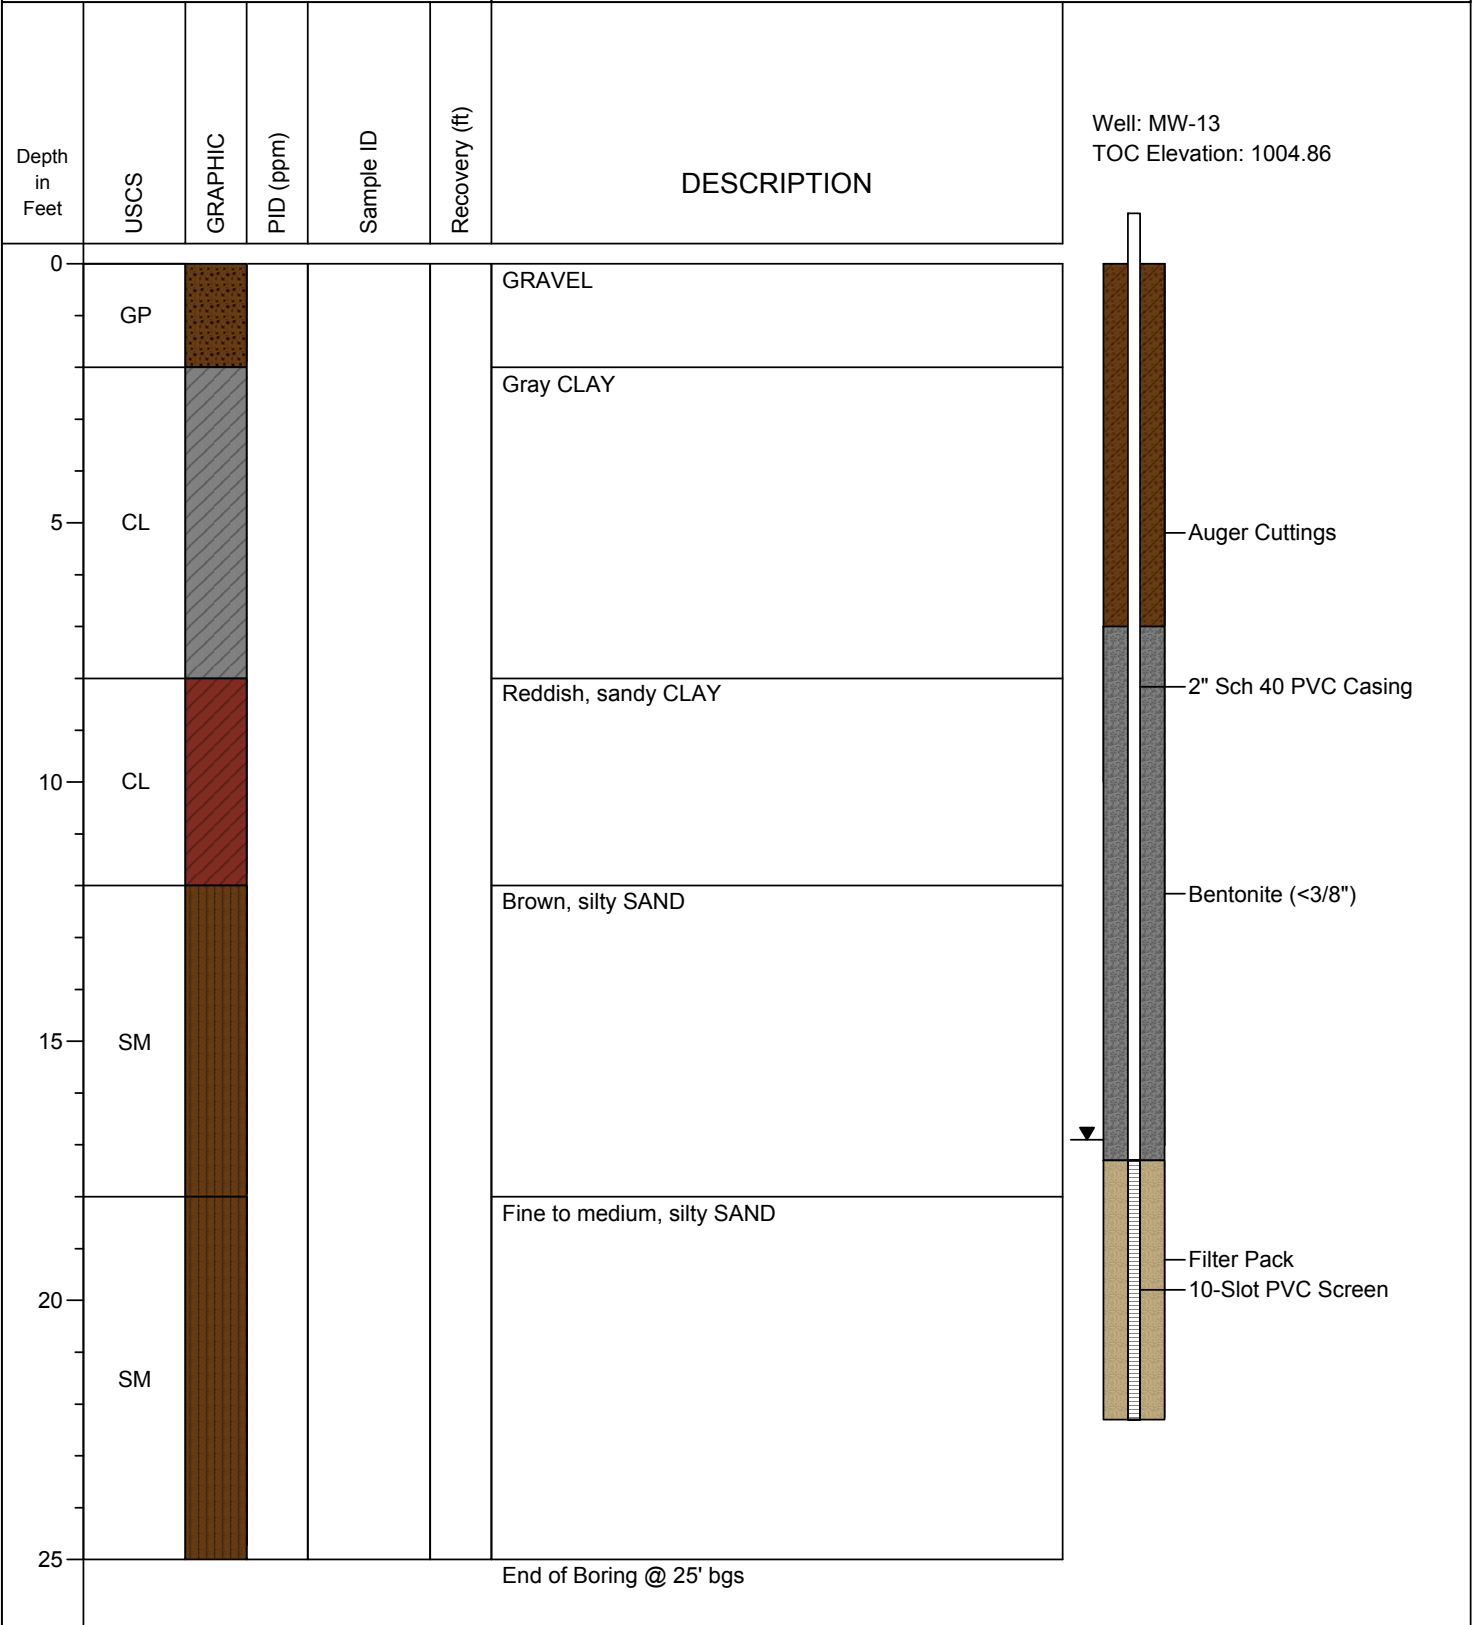 Depth
in
Feet
USCS
GRAPHIC
PID (ppm)
Sample ID
Recovery (ft)
DESCRIPTION
Well: MW-13
TOC Elevation: 1004.86
0
GP
GRAVEL
CL
Gray CLAY
5
Auger Cuttings
Reddish, sandy CLAY
2" Sch 40 PVC Casing
10
CL
Brown, silty SAND
Bentonite (<3/8")
15
SM
Fine to medium, silty SAND
Filter Pack
10-Slot PVC Screen
20
SM
25
End of Boring @ 25' bgs